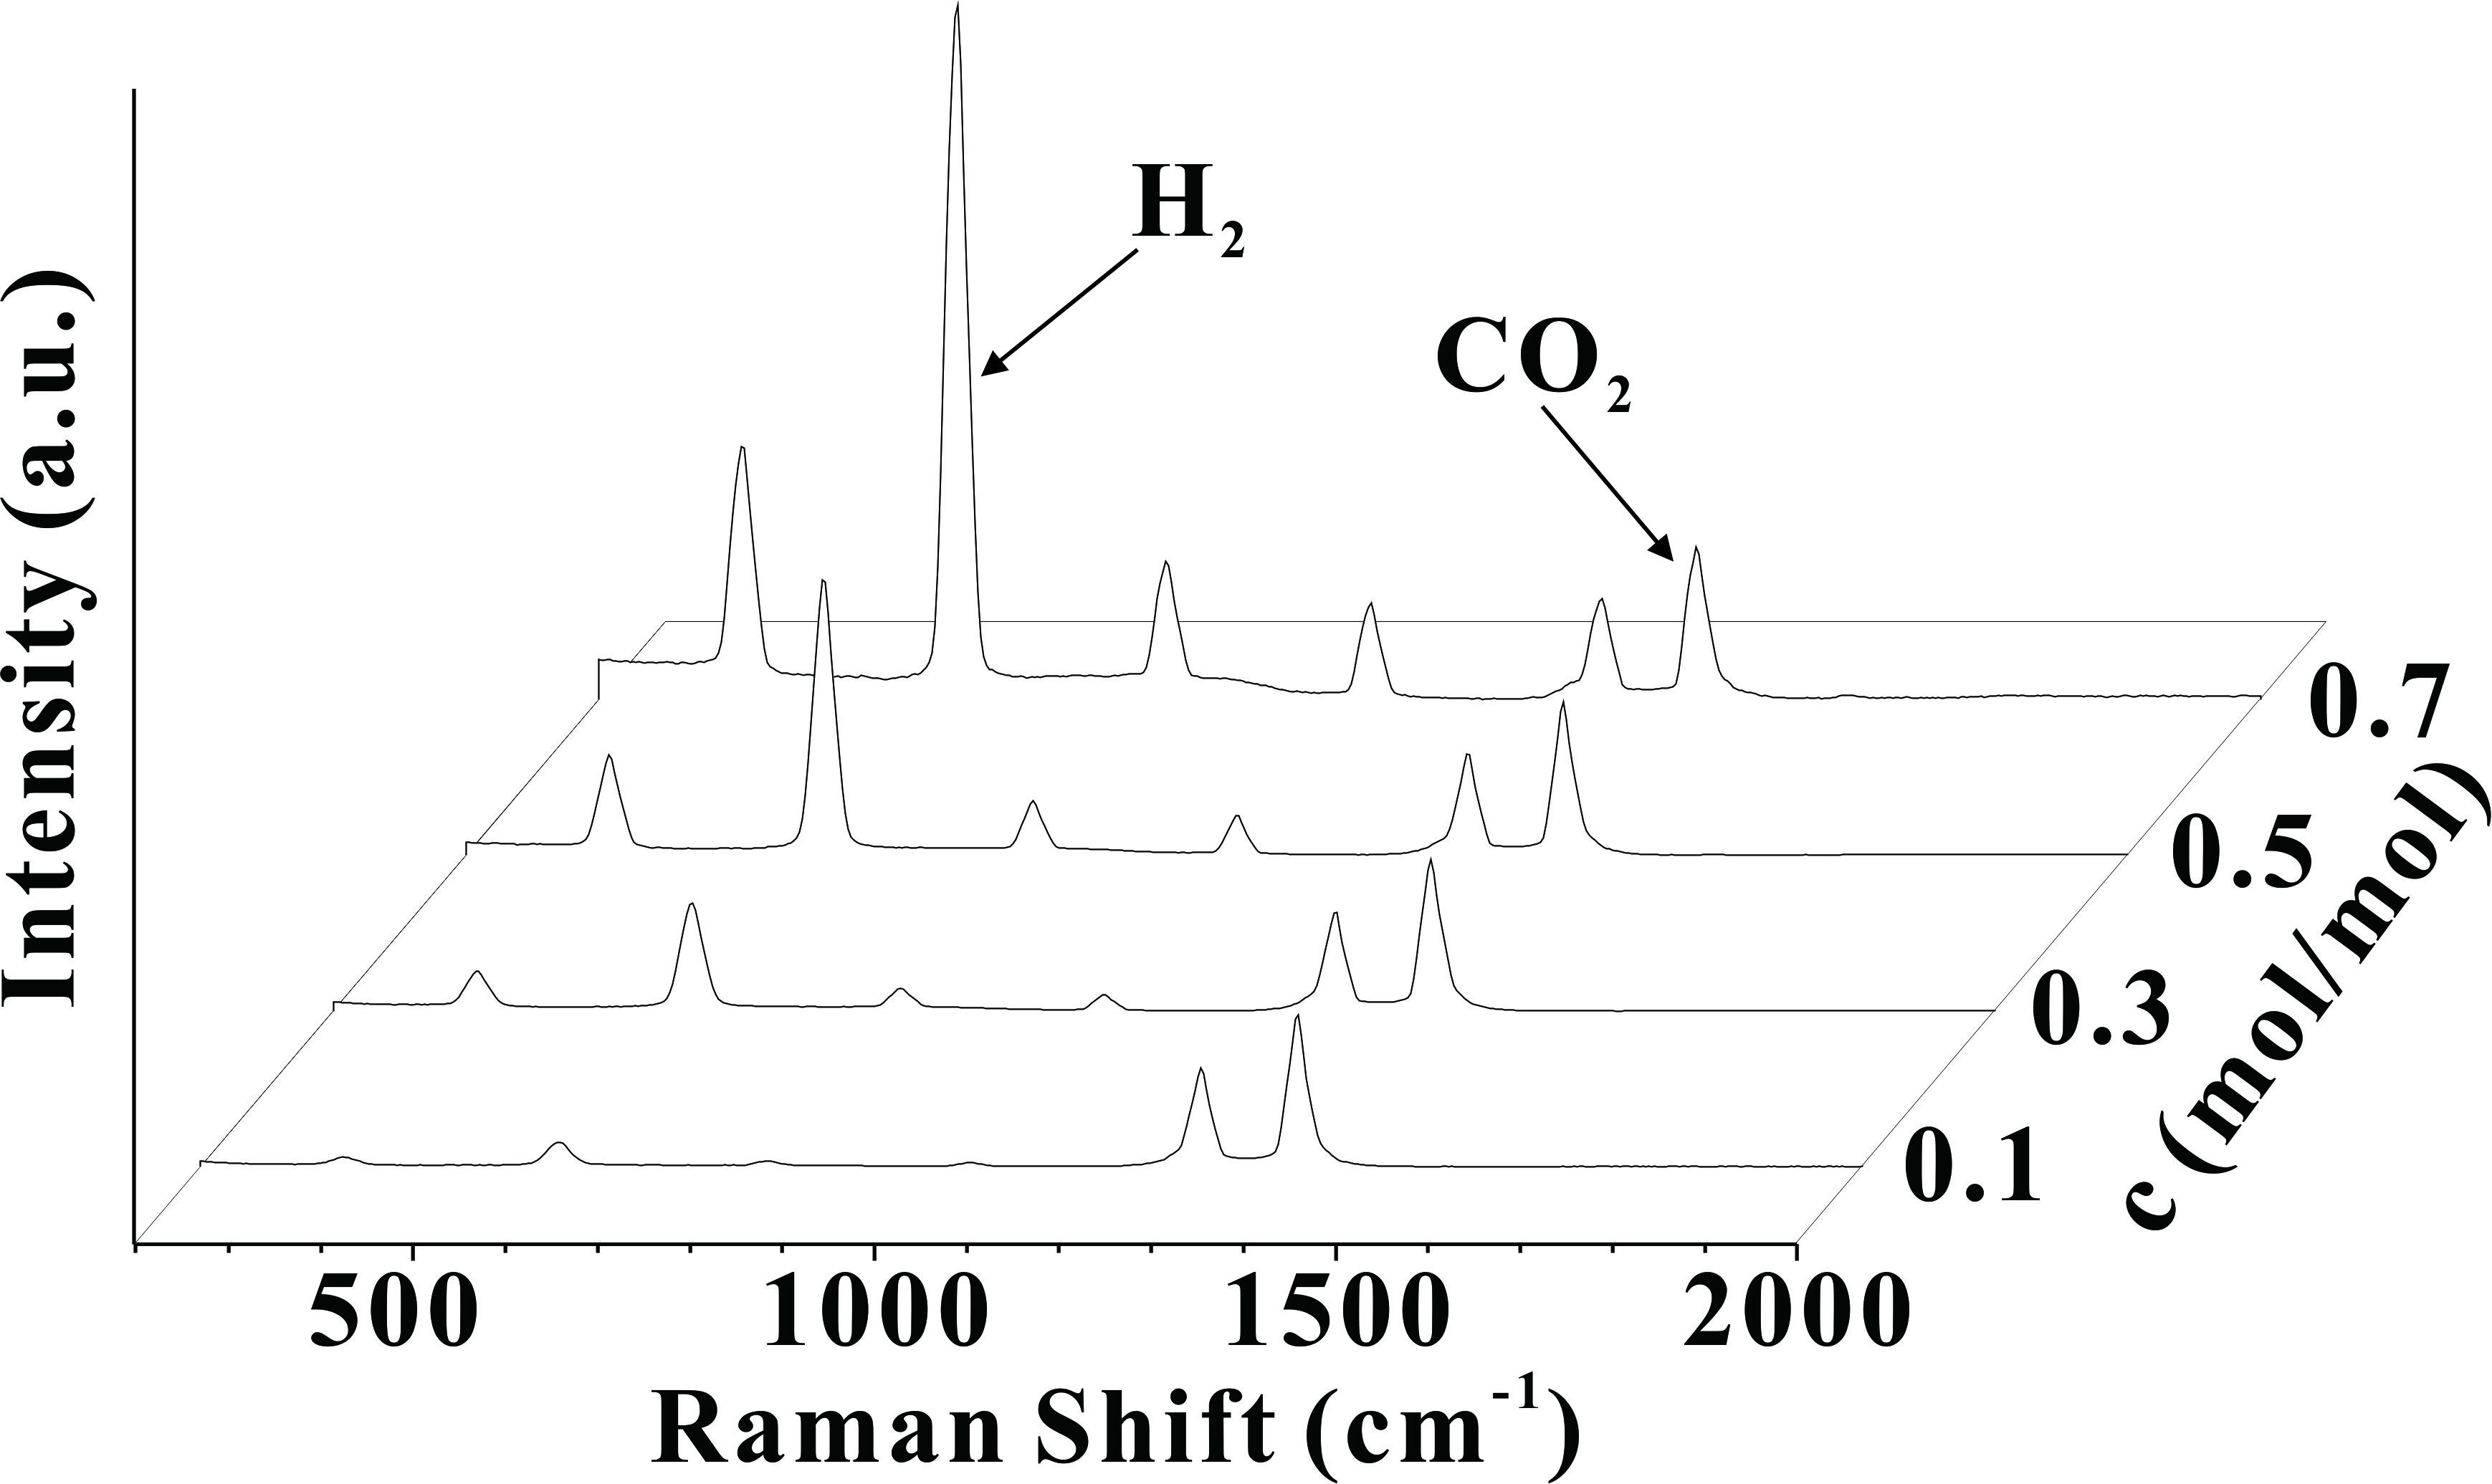 H2
CO2
Intensity (a.u.)
0.7
0.5
0.3
0.1
c (mol/mol)
500 1000 1500 2000
Raman Shift (cm-1)